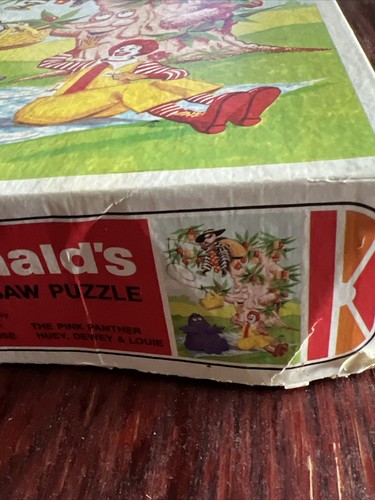 nald's
SAW PUZZLE
THE PINK PANTHER
HUEY, DEWEY & LOUIE